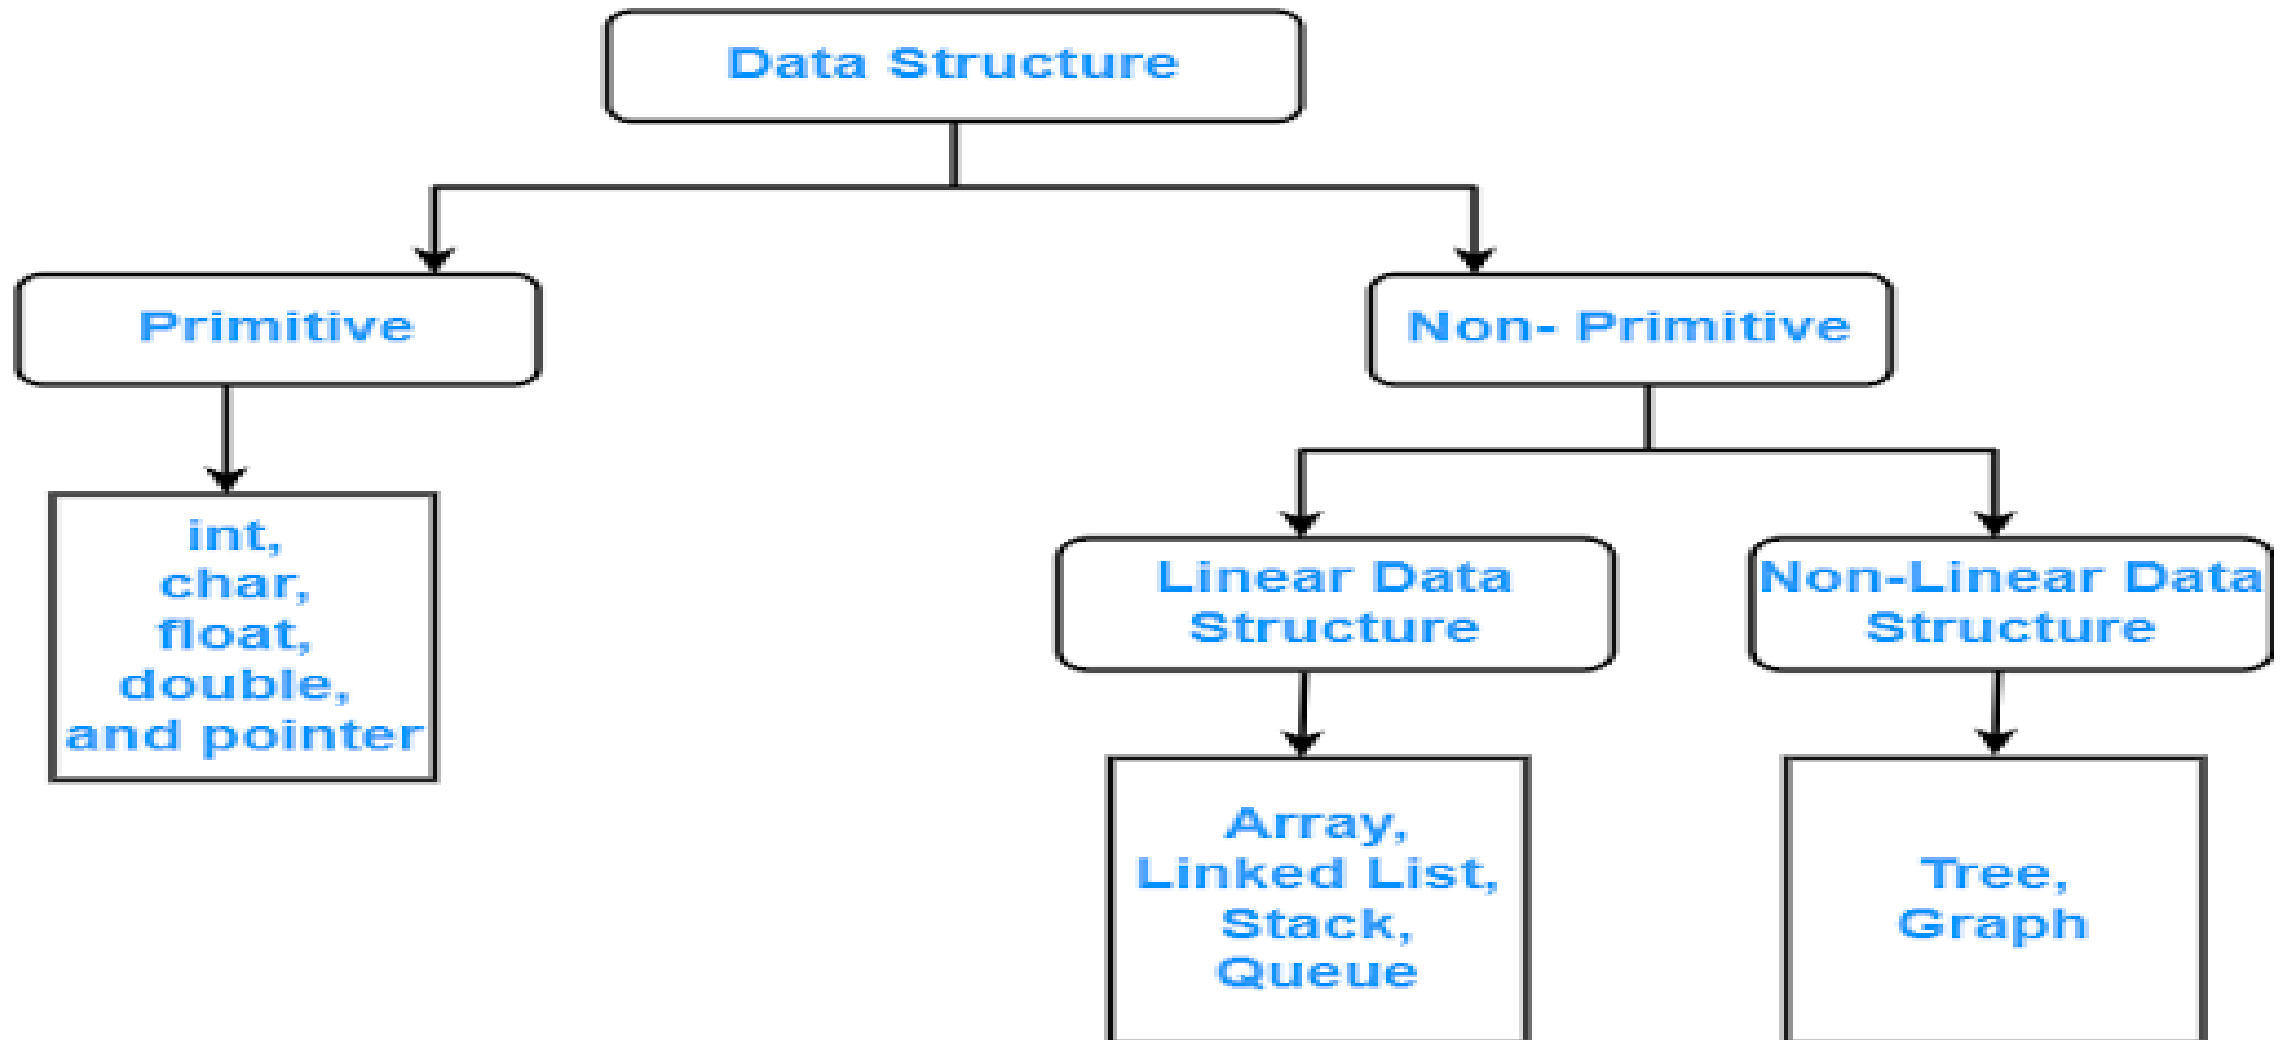 Data Structure
Primitive
Non- Primitive
int,
char,
float,
double,
and pointer
Linear Data
Structure
Non-Linear Data
Structure
Array,
Linked List,
Stack,
Queue
Tree,
Graph